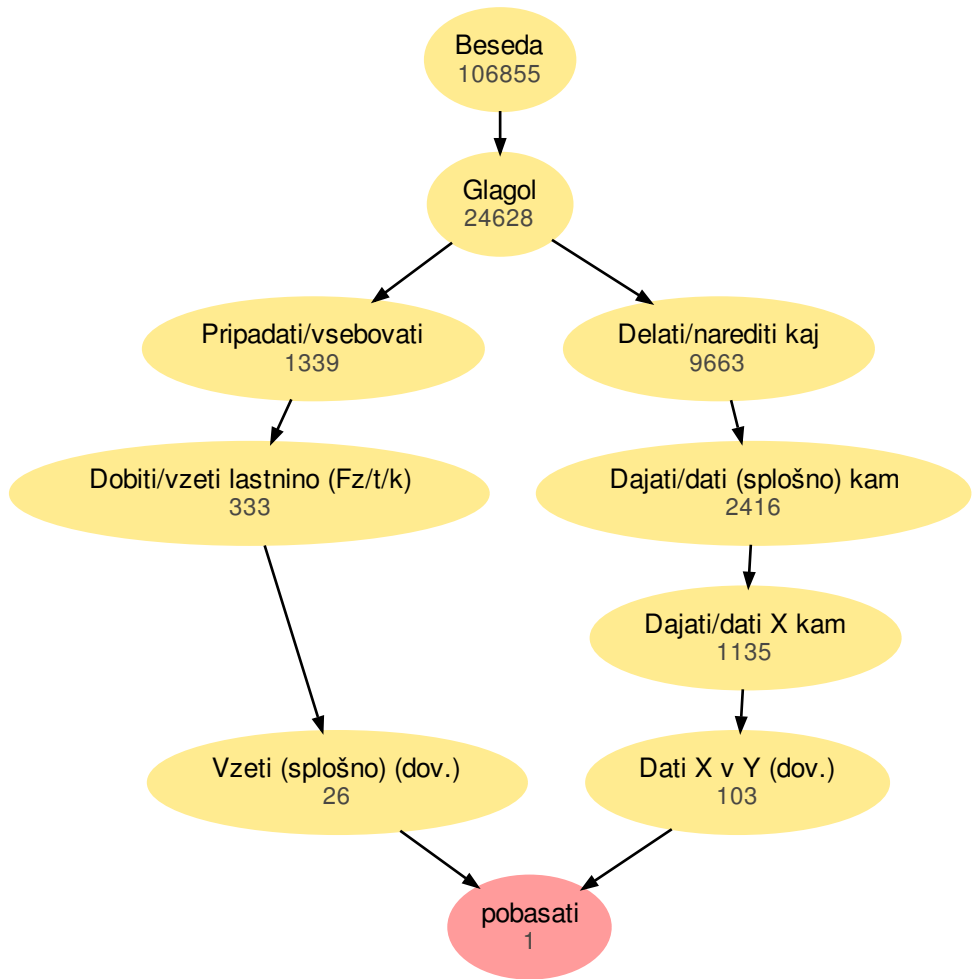 Beseda
106855
Glagol
24628
Pripadati/vsebovati
1339
Delati/narediti kaj
9663
Dobiti/vzeti lastnino (Fz/t/k)
333
Dajati/dati (splošno) kam
2416
Dajati/dati X kam
1135
Vzeti (splošno) (dov.)
26
Dati X v Y (dov.)
103
pobasati
1